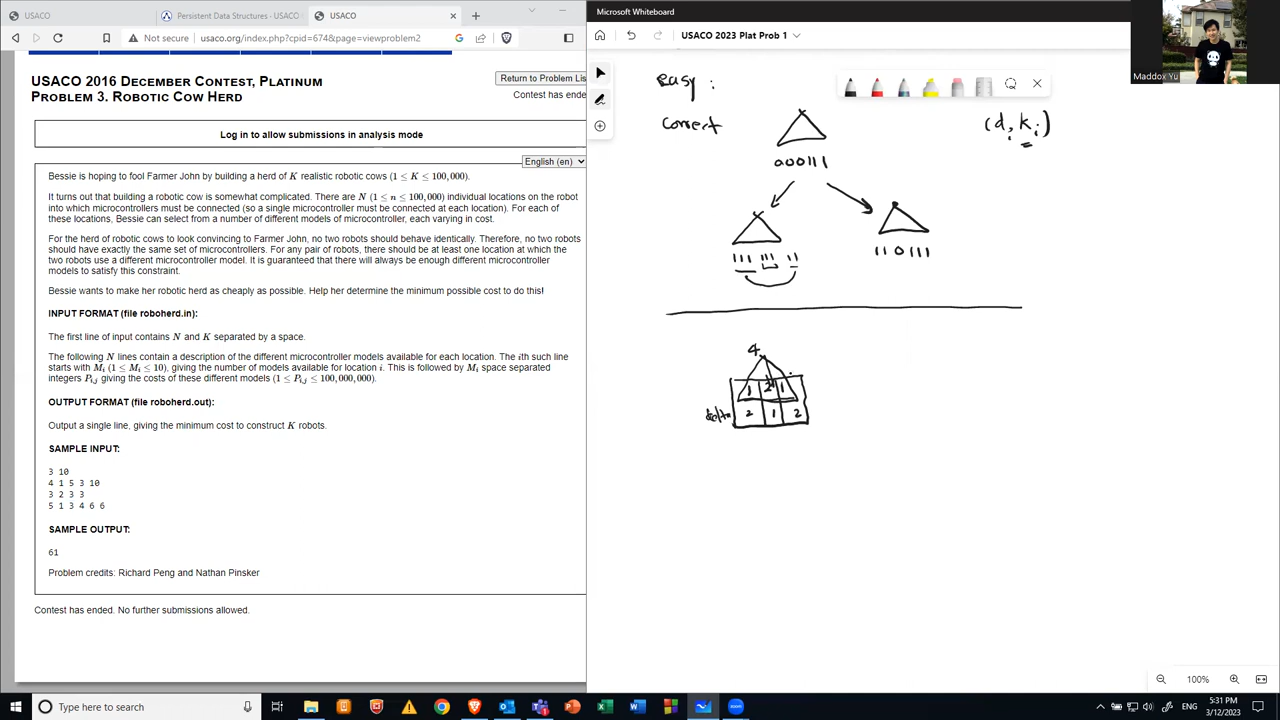 USACO
Persistent Data Structures - USACO
USACO
Not secure
usaco.org/index.php?cpid=674&page=viewproblem2
USACO 2016 DECEMBER CONTEST, PLATINUM
PROBLEM 3. ROBOTIC COW HERD
Return to Problem Lis
Contest has ende
Log in to allow submissions in analysis mode
English (en)
Bessie is hoping to fool Farmer John by building a herd of K realistic robotic cows (1 ≤ K ≤ 100,000).
It turns out that building a robotic cow is somewhat complicated. There are N (1 ≤ n ≤ 100,000) individual locations on the robot
into which microcontrollers must be connected (so a single microcontroller must be connected at each location). For each of
these locations, Bessie can select from a number of different models of microcontroller, each varying in cost.
For the herd of robotic cows to look convincing to Farmer John, no two robots should behave identically. Therefore, no two robots
should have exactly the same set of microcontrollers. For any pair of robots, there should be at least one location at which the
two robots use a different microcontroller model. It is guaranteed that there will always be enough different microcontroller
models to satisfy this constraint.
Bessie wants to make her robotic herd as cheaply as possible. Help her determine the minimum possible cost to do this!
INPUT FORMAT (file roboherd.in):
The first line of input contains N and K separated by a space.
The following N lines contain a description of the different microcontroller models available for each location. The ith such line
starts with Mi (1 ≤ Mi ≤ 10), giving the number of models available for location i. This is followed by Mi space separated
integers Pi,j giving the costs of these different models (1 ≤ Pi,j ≤ 100,000,000).
OUTPUT FORMAT (file roboherd.out):
Output a single line, giving the minimum cost to construct K robots.
SAMPLE INPUT:
3 10
4 1 5 3 10
3 2 3 3
5 1 3 4 6 6
SAMPLE OUTPUT:
61
Problem credits: Richard Peng and Nathan Pinsker
Contest has ended. No further submissions allowed.
Microsoft Whiteboard
USACO 2023 Plat Prob 1
Maddox Yu
Easy :
correct
(di, ki)
000111
111 111 11
110111
4
1 2 1
delta 2 1 2
100%
Type here to search
ENG
5:31 PM
3/12/2023